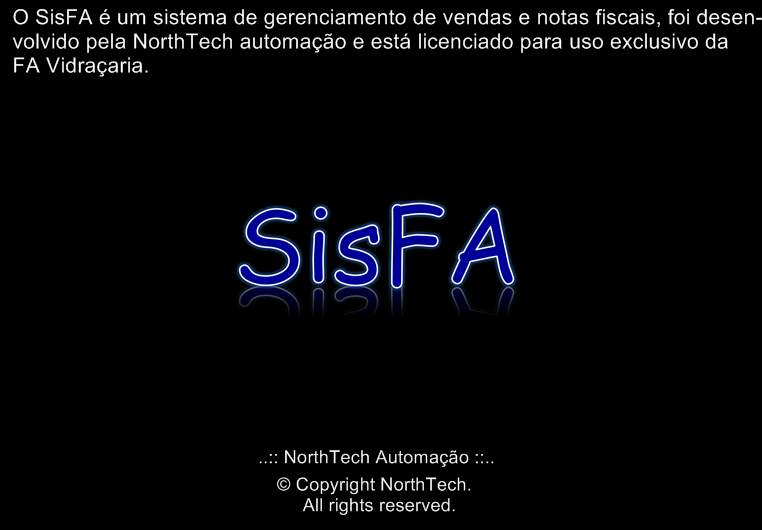 O SisFA é um sistema de gerenciamento de vendas e notas fiscais, foi desen-
volvido pela NorthTech automação e está licenciado para uso exclusivo da
FA Vidraçaria.
SisFA
..:: NorthTech Automação ::..
© Copyright NorthTech.
All rights reserved.